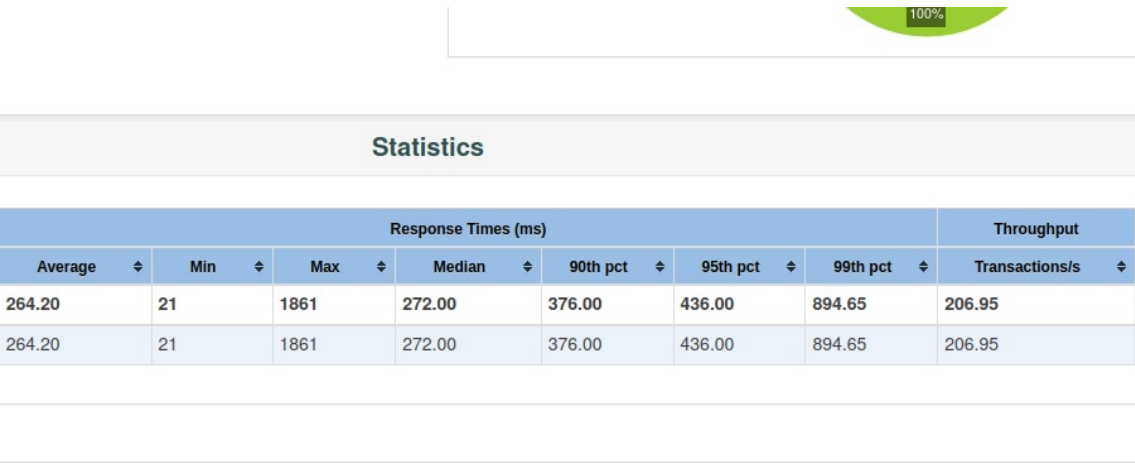 100%
Statistics
Response Times (ms) Throughput
Average Min Max Median 90th pct 95th pct 99th pct Transactions/s
264.20 21 1861 272.00 376.00 436.00 894.65 206.95
264.20 21 1861 272.00 376.00 436.00 894.65 206.95